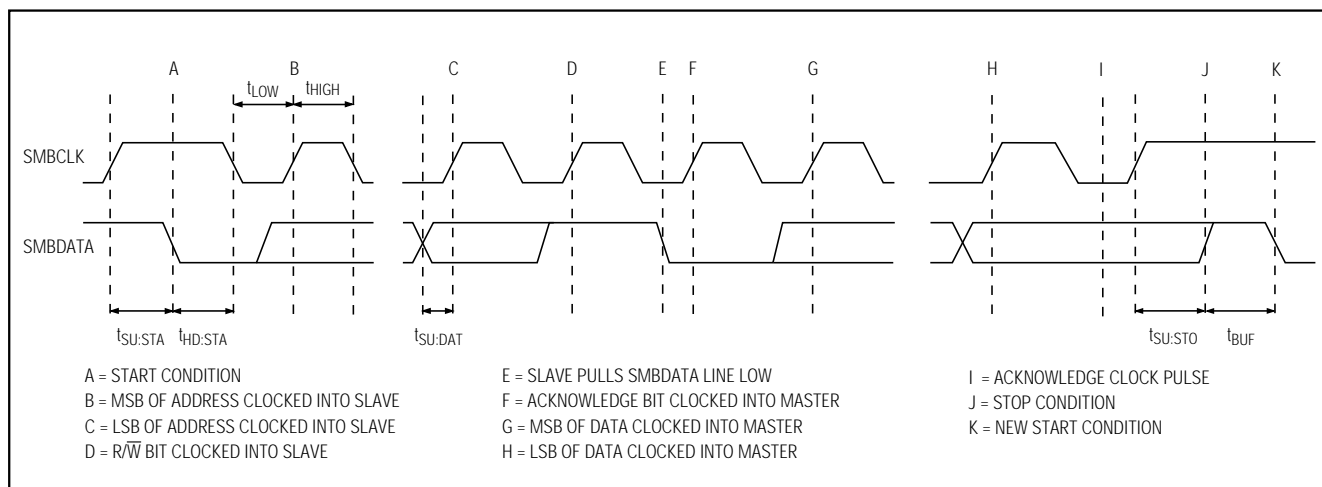 A B C D E F G H I J K
tLOW tHIGH
SMBCLK
SMBDATA
tSU:STA tHD:STA tSU:DAT tSU:STO tBUF
A = START CONDITION
B = MSB OF ADDRESS CLOCKED INTO SLAVE
C = LSB OF ADDRESS CLOCKED INTO SLAVE
D = R/W̅ BIT CLOCKED INTO SLAVE
E = SLAVE PULLS SMBDATA LINE LOW
F = ACKNOWLEDGE BIT CLOCKED INTO MASTER
G = MSB OF DATA CLOCKED INTO MASTER
H = LSB OF DATA CLOCKED INTO MASTER
I = ACKNOWLEDGE CLOCK PULSE
J = STOP CONDITION
K = NEW START CONDITION